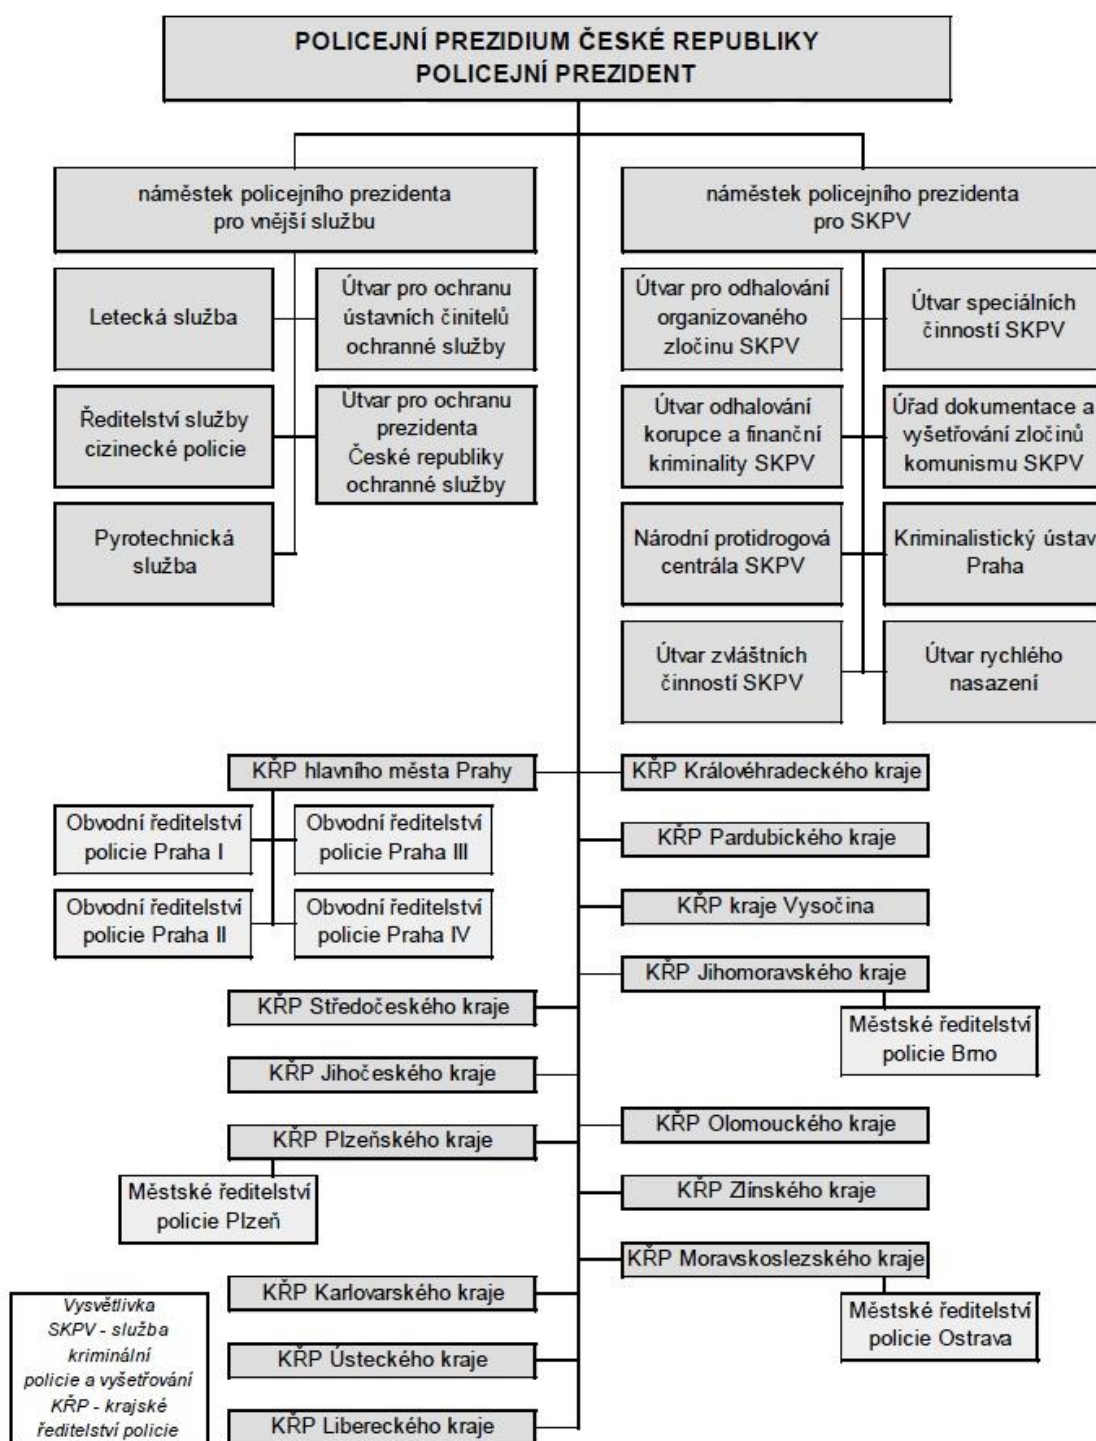 POLICEJNÍ PREZIDIUM ČESKÉ REPUBLIKY
POLICEJNÍ PREZIDENT
náměstek policejního prezidenta
pro vnější službu
náměstek policejního prezidenta
pro SKPV
Letecká služba
Útvar pro ochranu
ústavních činitelů
ochranné služby
Ředitelství služby
cizinecké policie
Útvar pro ochranu
prezidenta
České republiky
ochranné služby
Pyrotechnická
služba
Útvar pro odhalování
organizovaného
zločinu SKPV
Útvar speciálních
činností SKPV
Útvar odhalování
korupce a finanční
kriminality SKPV
Úřad dokumentace a
vyšetřování zločinů
komunismu SKPV
Národní protidrogová
centrála SKPV
Kriminalistický ústav
Praha
Útvar zvláštních
činností SKPV
Útvar rychlého
nasazení
KŘP hlavního města Prahy
Obvodní ředitelství
policie Praha I
Obvodní ředitelství
policie Praha III
Obvodní ředitelství
policie Praha II
Obvodní ředitelství
policie Praha IV
KŘP Středočeského kraje
KŘP Jihočeského kraje
KŘP Plzeňského kraje
Městské ředitelství
policie Plzeň
KŘP Karlovarského kraje
KŘP Ústeckého kraje
KŘP Libereckého kraje
KŘP Královéhradeckého kraje
KŘP Pardubického kraje
KŘP kraje Vysočina
KŘP Jihomoravského kraje
Městské ředitelství
policie Brno
KŘP Olomouckého kraje
KŘP Zlínského kraje
KŘP Moravskoslezského kraje
Městské ředitelství
policie Ostrava
Vysvětlivka
SKPV - služba
kriminální
policie a vyšetřování
KŘP - krajské
ředitelství policie